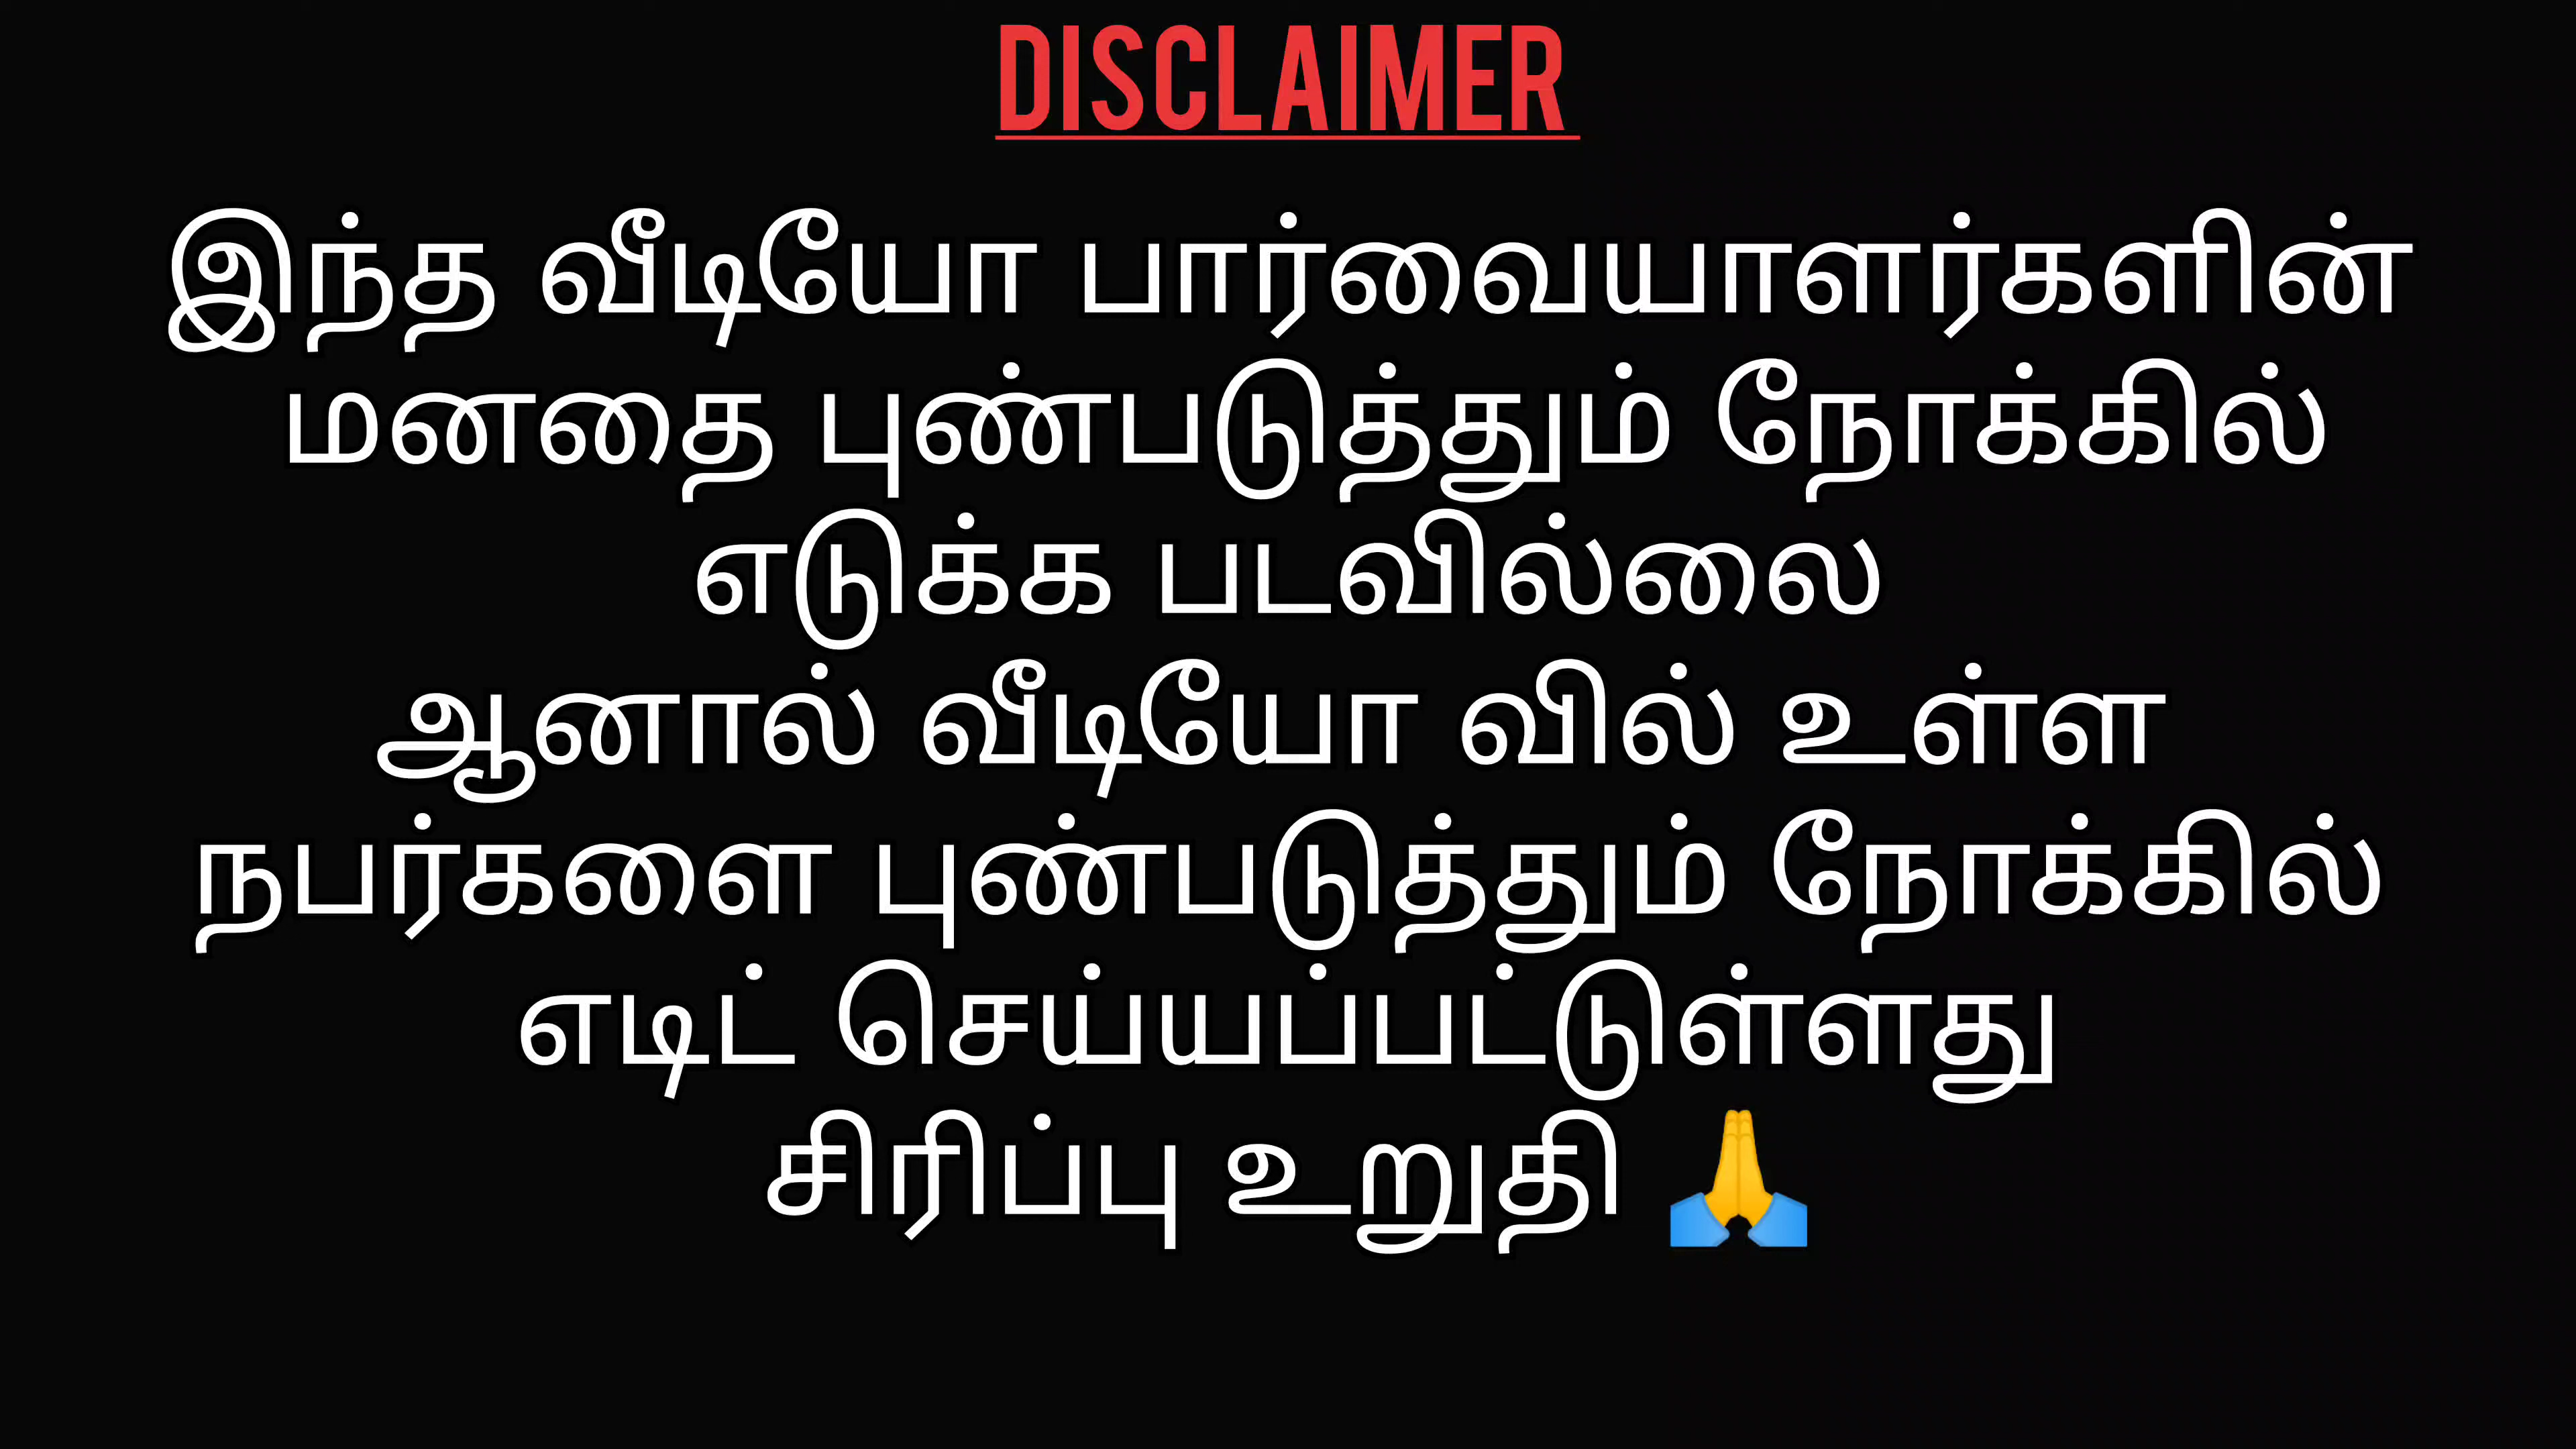 DISCLAIMER
இந்த வீடியோ பார்வையாளர்களின்
மனதை புண்படுத்தும் நோக்கில்
எடுக்க படவில்லை
ஆனால் வீடியோ வில் உள்ள
நபர்களை புண்படுத்தும் நோக்கில்
எடிட் செய்யப்பட்டுள்ளது
சிரிப்பு உறுதி 🙏